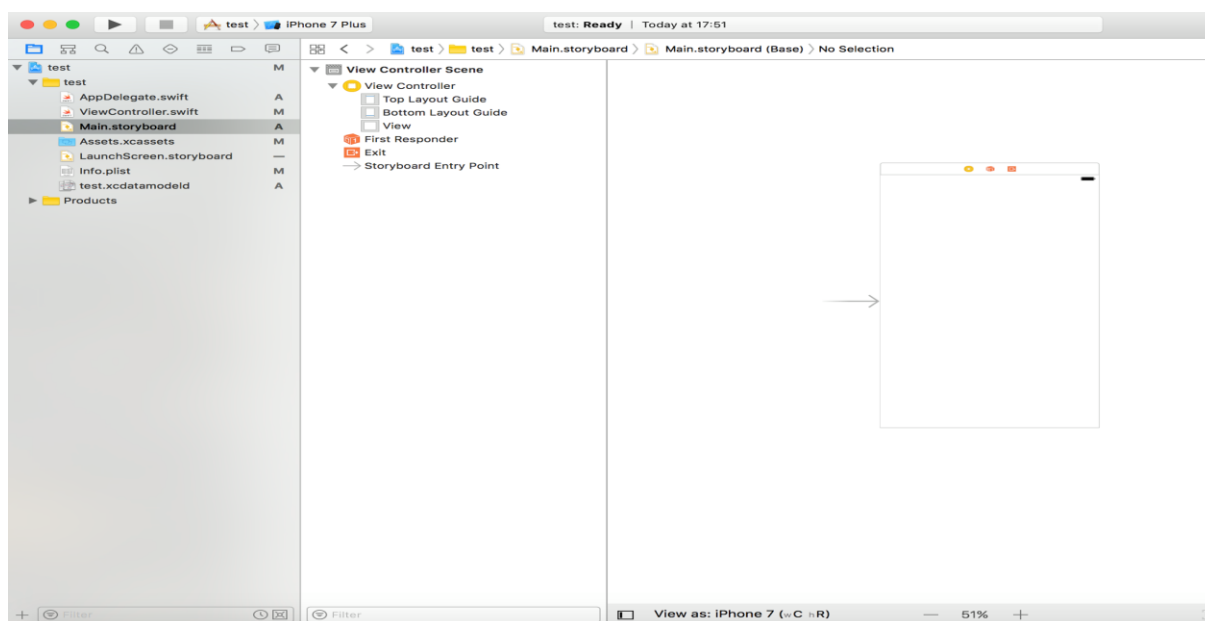 test 〉 iPhone 7 Plus
test: Ready | Today at 17:51
test 〉 test 〉 Main.storyboard 〉 Main.storyboard (Base) 〉 No Selection
test M
test
AppDelegate.swift A
ViewController.swift M
Main.storyboard A
Assets.xcassets M
LaunchScreen.storyboard —
Info.plist M
test.xcdatamodeld A
Products
View Controller Scene
View Controller
Top Layout Guide
Bottom Layout Guide
View
First Responder
Exit
Storyboard Entry Point
Filter
Filter
View as: iPhone 7 (wC hR)
— 51% +